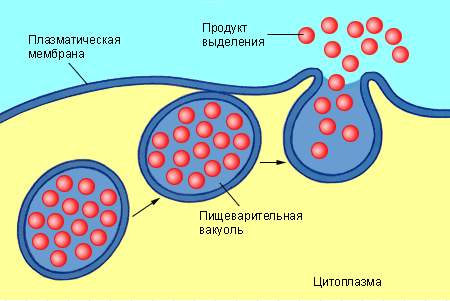 Продукт
выделения
Плазматическая
мембрана
Пищеварительная
вакуоль
Цитоплазма